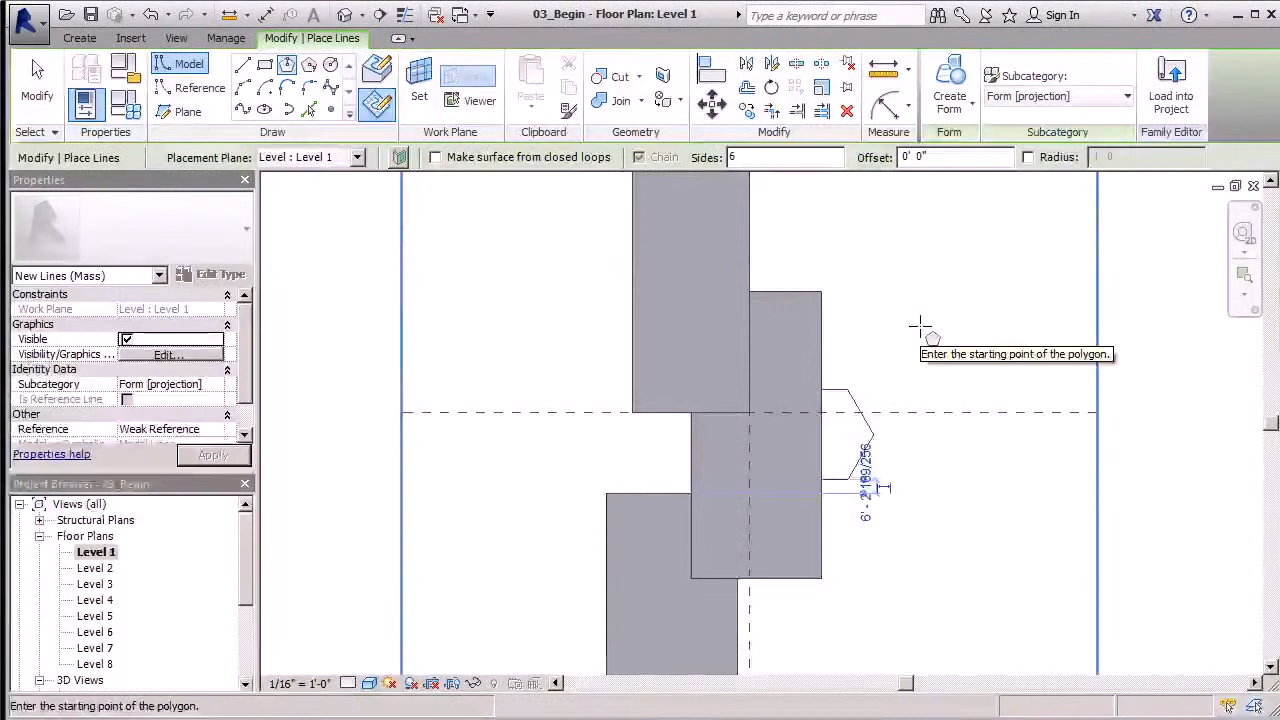 03_Begin - Floor Plan: Level 1
Type a keyword or phrase
Sign In
Create
Insert
View
Manage
Modify | Place Lines
Modify
Select
Properties
Model
Reference
Plane
Draw
Set
Viewer
Work Plane
Paste
Clipboard
Cut
Join
Geometry
Modify
Measure
Create
Form
Form
Subcategory:
Form [projection]
Subcategory
Load into
Project
Family Editor
Modify | Place Lines
Placement Plane:
Level : Level 1
Make surface from closed loops
Chain
Sides:
6
Offset:
0' 0"
Radius:
Properties
New Lines (Mass)
Edit Type
Constraints
Work Plane
Level : Level 1
Graphics
Visible
Visibility/Graphics ...
Edit...
Identity Data
Subcategory
Form [projection]
Is Reference Line
Other
Reference
Weak Reference
Properties help
Apply
Project Browser - 03_Begin
Views (all)
Structural Plans
Floor Plans
Level 1
Level 2
Level 3
Level 4
Level 5
Level 6
Level 7
Level 8
3D Views
Enter the starting point of the polygon.
1/16" = 1'-0"
Enter the starting point of the polygon.